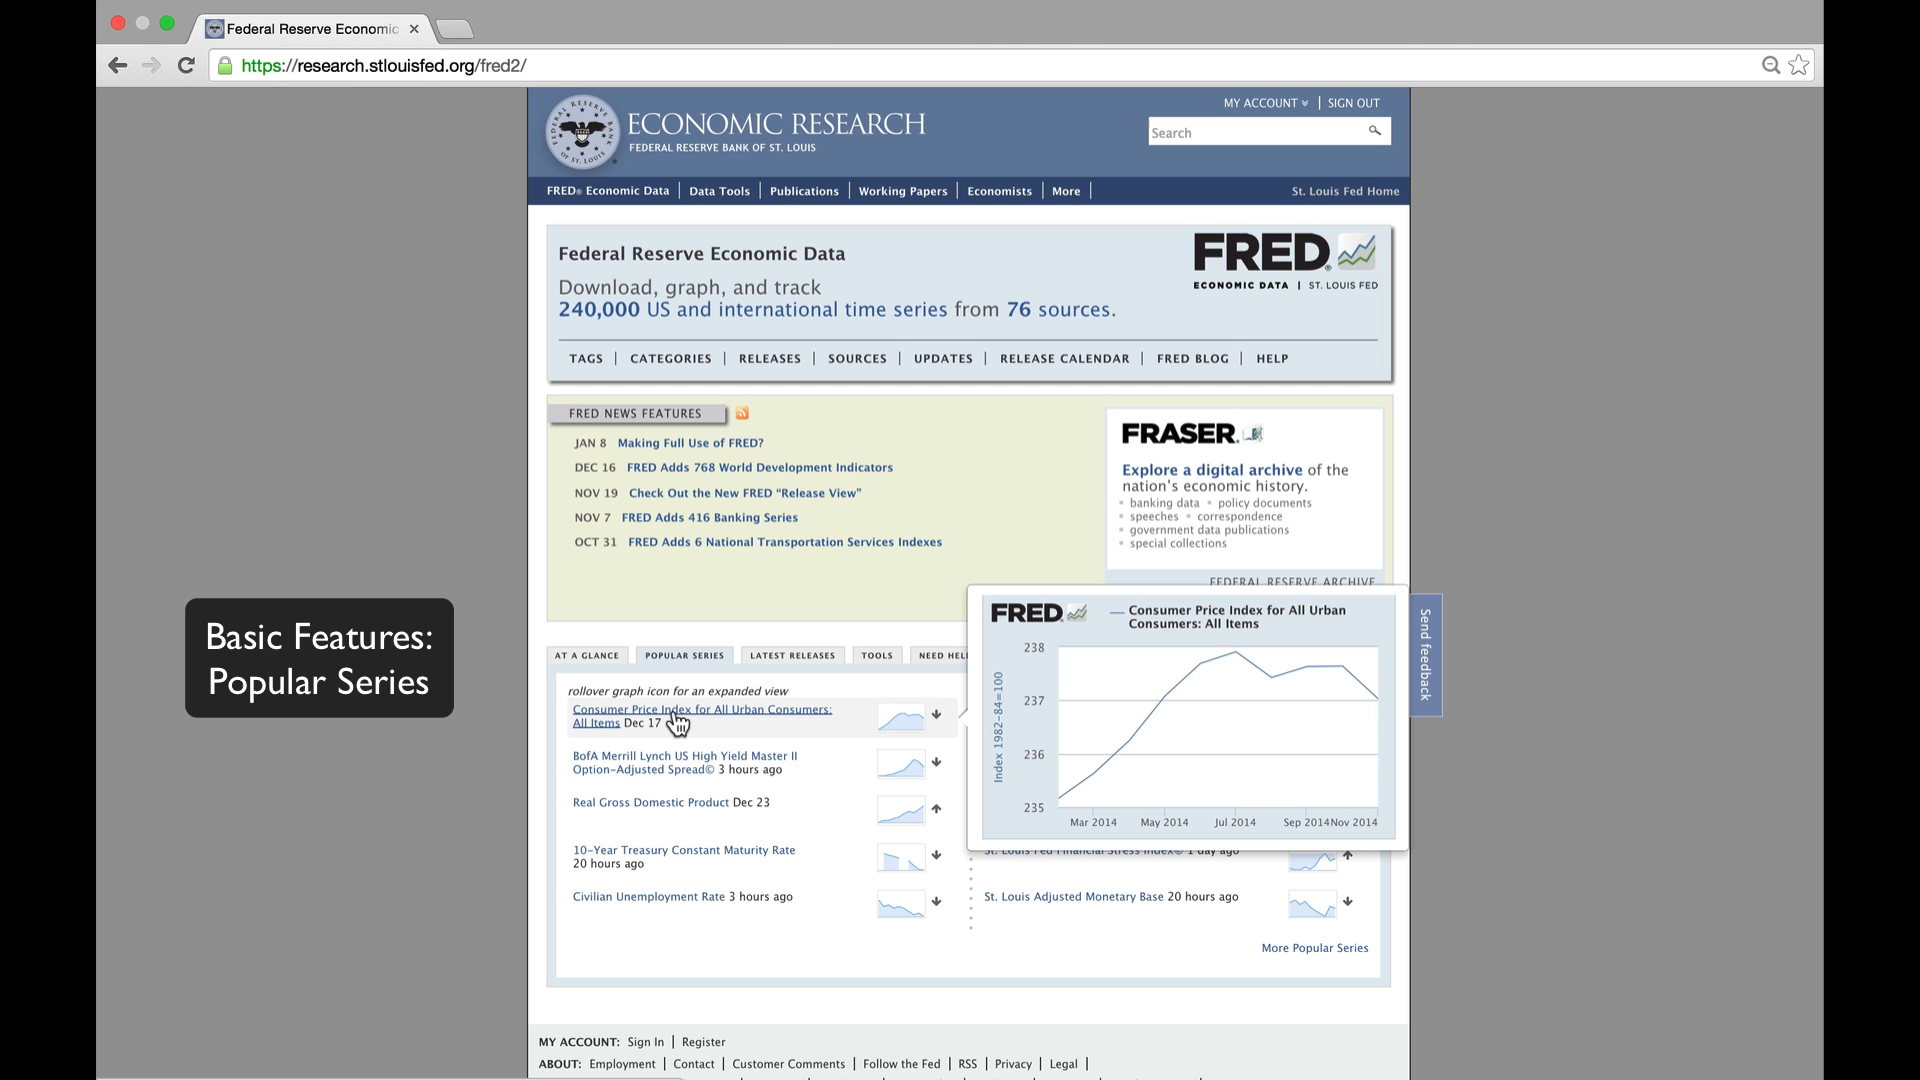 Federal Reserve Economic
https://research.stlouisfed.org/fred2/
MY ACCOUNT | SIGN OUT
ECONOMIC RESEARCH
FEDERAL RESERVE BANK OF ST. LOUIS
Search
FRED® Economic Data | Data Tools | Publications | Working Papers | Economists | More |
St. Louis Fed Home
Federal Reserve Economic Data
Download, graph, and track
240,000 US and international time series from 76 sources.
FRED®
ECONOMIC DATA | ST. LOUIS FED
TAGS | CATEGORIES | RELEASES | SOURCES | UPDATES | RELEASE CALENDAR | FRED BLOG | HELP
FRED NEWS FEATURES
JAN 8 Making Full Use of FRED?
DEC 16 FRED Adds 768 World Development Indicators
NOV 19 Check Out the New FRED “Release View”
NOV 7 FRED Adds 416 Banking Series
OCT 31 FRED Adds 6 National Transportation Services Indexes
FRASER
Explore a digital archive of the
nation's economic history.
banking data • policy documents
speeches • correspondence
government data publications
special collections
FEDERAL RESERVE ARCHIVE
Basic Features:
Popular Series
AT A GLANCE
POPULAR SERIES
LATEST RELEASES
TOOLS
NEED HEL
rollover graph icon for an expanded view
Consumer Price Index for All Urban Consumers:
All Items Dec 17
BofA Merrill Lynch US High Yield Master II
Option-Adjusted Spread© 3 hours ago
Real Gross Domestic Product Dec 23
10-Year Treasury Constant Maturity Rate
20 hours ago
Civilian Unemployment Rate 3 hours ago
FRED
Consumer Price Index for All Urban
Consumers: All Items
Index 1982-84=100
238
237
236
235
Mar 2014
May 2014
Jul 2014
Sep 2014
Nov 2014
Send feedback
St. Louis Fed Financial Stress Index© 1 day ago
St. Louis Adjusted Monetary Base 20 hours ago
More Popular Series
MY ACCOUNT: Sign In | Register
ABOUT: Employment | Contact | Customer Comments | Follow the Fed | RSS | Privacy | Legal |